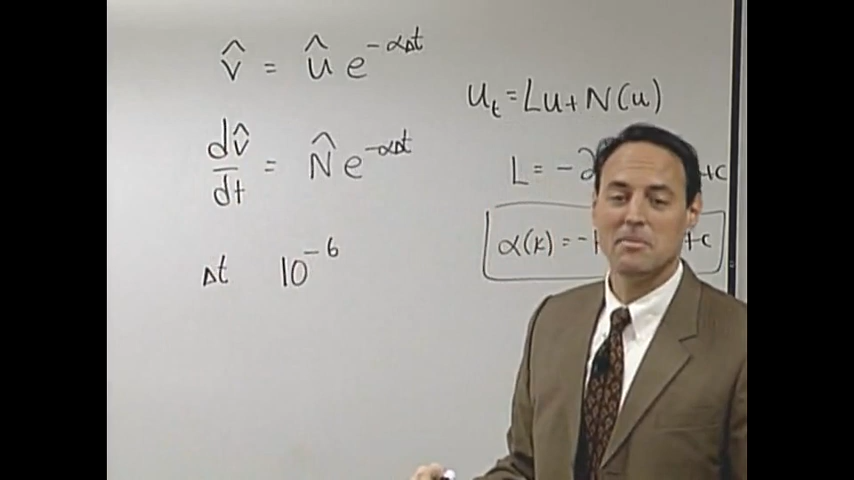 v̂ = û e^{-αΔt}
dv̂/dt = N̂ e^{-αΔt}
Δt 10^{-6}
u_t = Lu + N(u)
L = -∂ +c
α(k) = - +c